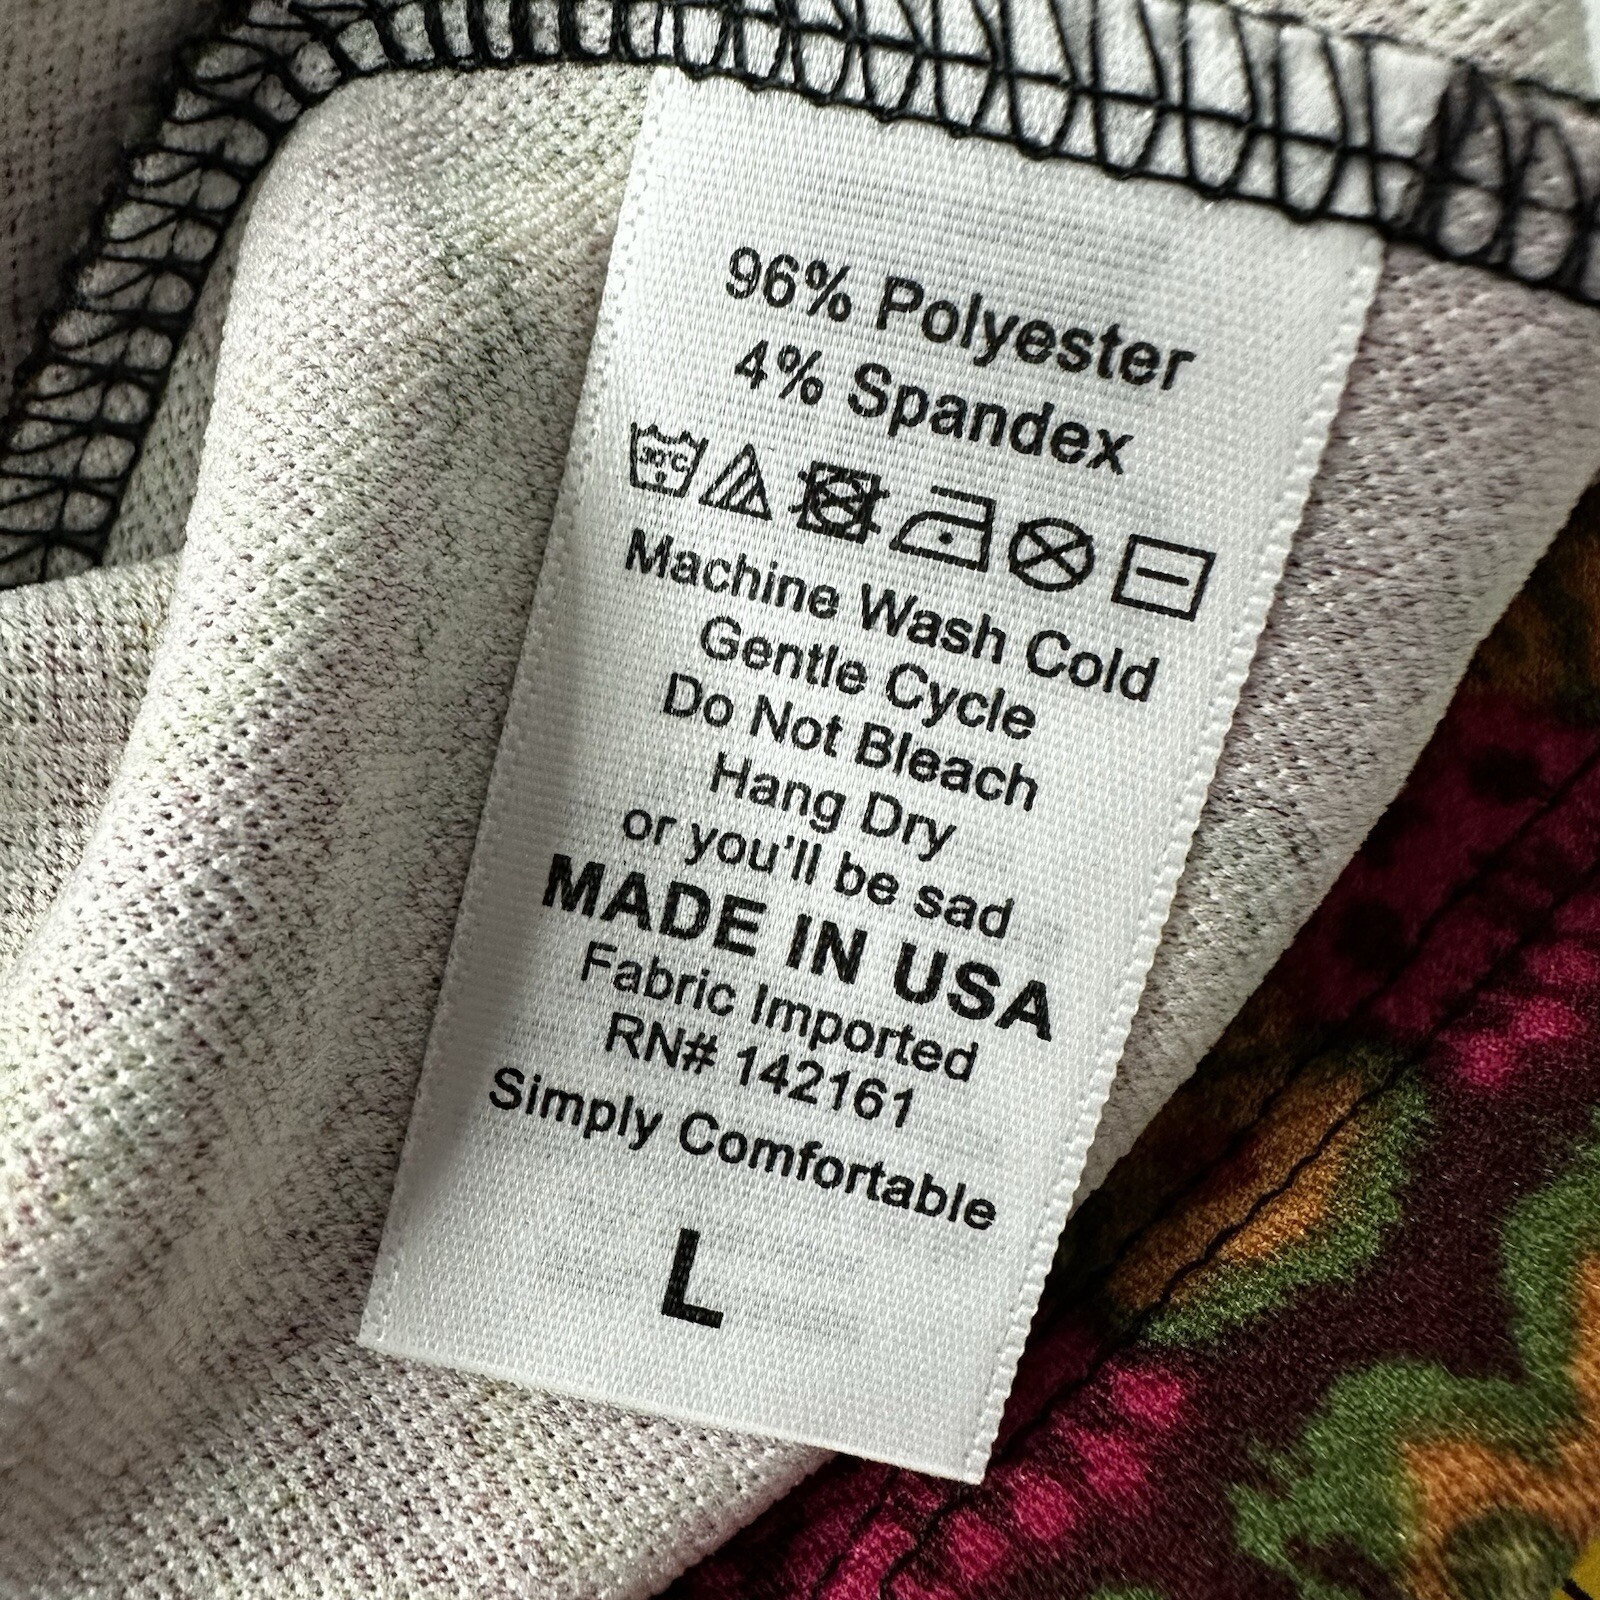 96% Polyester
4% Spandex
30°C
Machine Wash Cold
Gentle Cycle
Do Not Bleach
Hang Dry
or you'll be sad
MADE IN USA
Fabric Imported
RN# 142161
Simply Comfortable
L